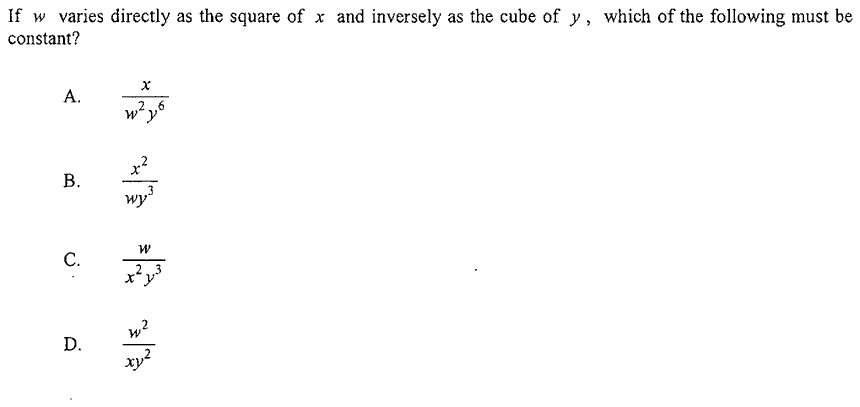 If w varies directly as the square of x and inversely as the cube of y, which of the following must be
constant?
A. x / w²y⁶
B. x² / wy³
C. w / x²y³
D. w² / xy²